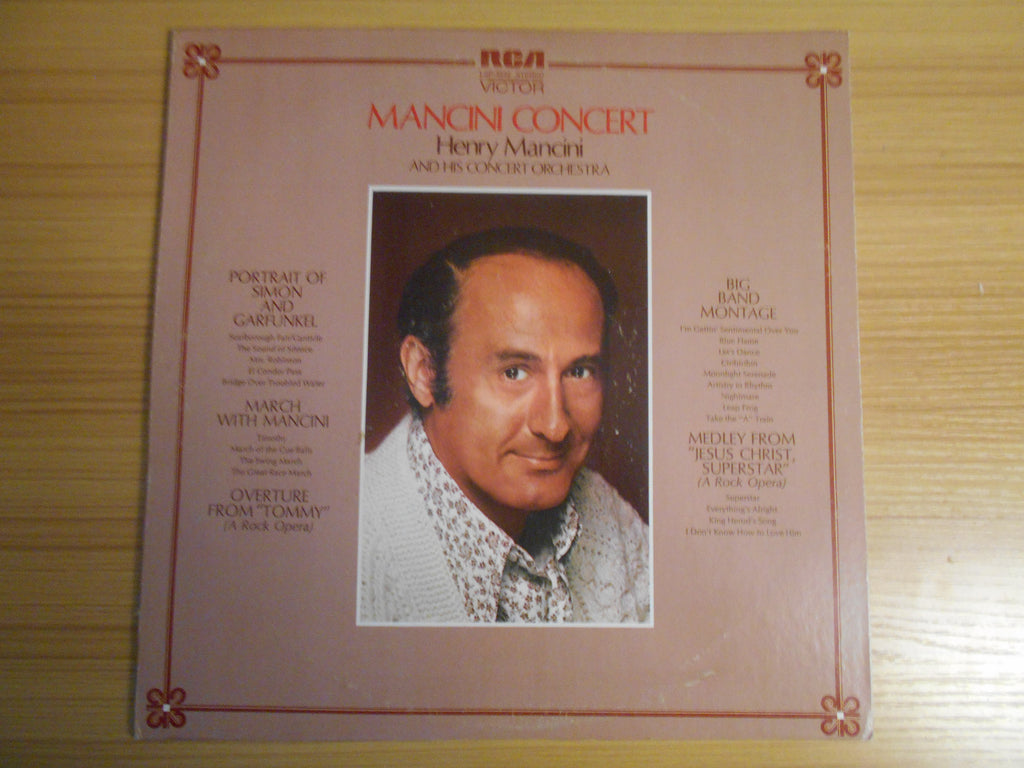 RCA
STEREO
VICTOR
MANCINI CONCERT
Henry Mancini
AND HIS CONCERT ORCHESTRA
PORTRAIT OF
SIMON
AND
GARFUNKEL
Scarborough Fair/Canticle
The Sound of Silence
Mrs. Robinson
El Condor Pasa
Bridge Over Troubled Water
MARCH
WITH MANCINI
Timothy
March of the Cue Balls
The Swing March
The Great Race March
OVERTURE
FROM "TOMMY"
(A Rock Opera)
BIG
BAND
MONTAGE
I'm Gettin' Sentimental Over You
Blue Flame
Let's Dance
Ciribiribin
Moonlight Serenade
Artistry in Rhythm
Nightmare
Leap Frog
Take the "A" Train
MEDLEY FROM
"JESUS CHRIST,
SUPERSTAR"
(A Rock Opera)
Superstar
Everything's Alright
King Herod's Song
I Don't Know How to Love Him